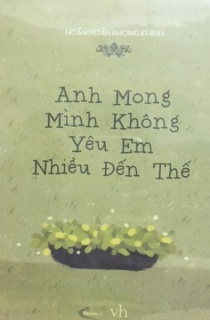 Anh Mong
Mình Không
Yêu Em
Nhiều Đến Thế
vh